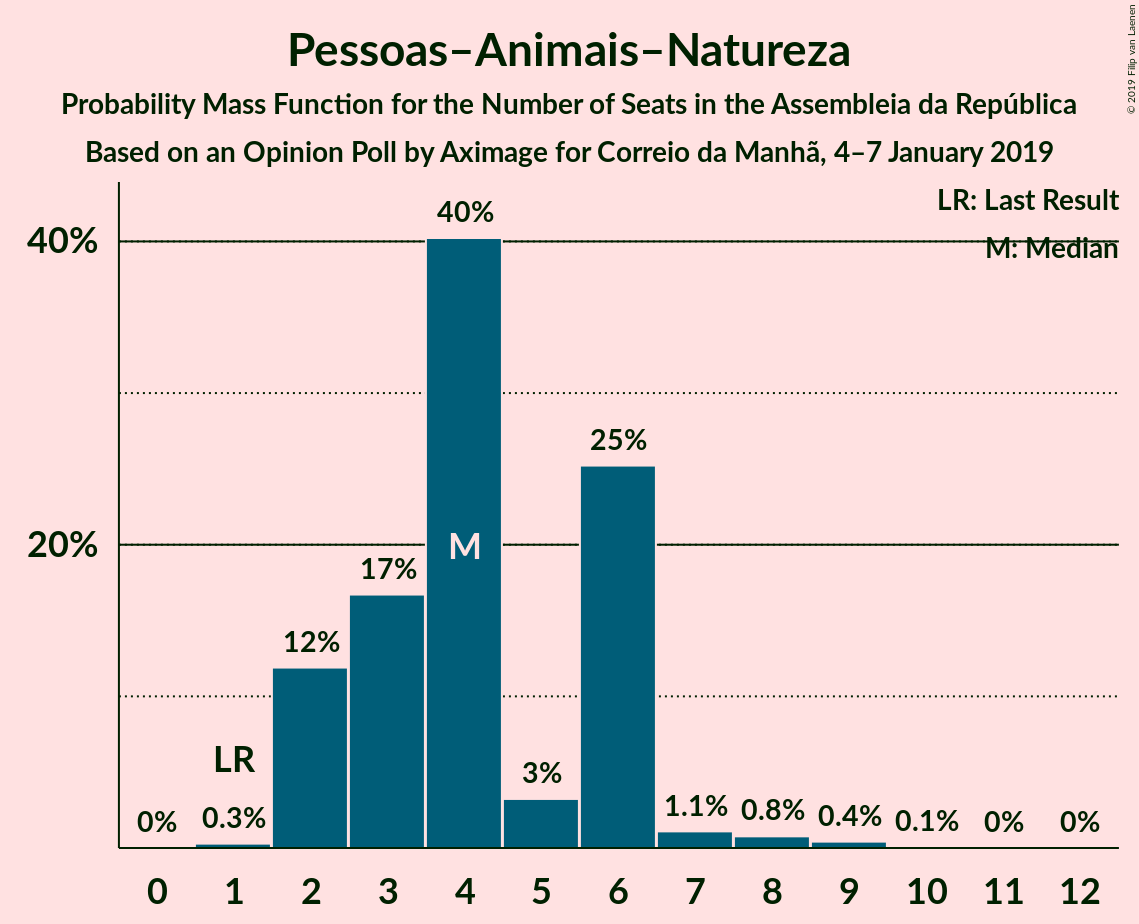 Pessoas–Animais–Natureza
Probability Mass Function for the Number of Seats in the Assembleia da República
Based on an Opinion Poll by Aximage for Correio da Manhã, 4–7 January 2019
© 2019 Filip van Laenen
LR: Last Result
M: Median
40%
20%
0%
0.3%
12%
17%
40%
3%
25%
1.1%
0.8%
0.4%
0.1%
0%
0%
LR
M
0 1 2 3 4 5 6 7 8 9 10 11 12